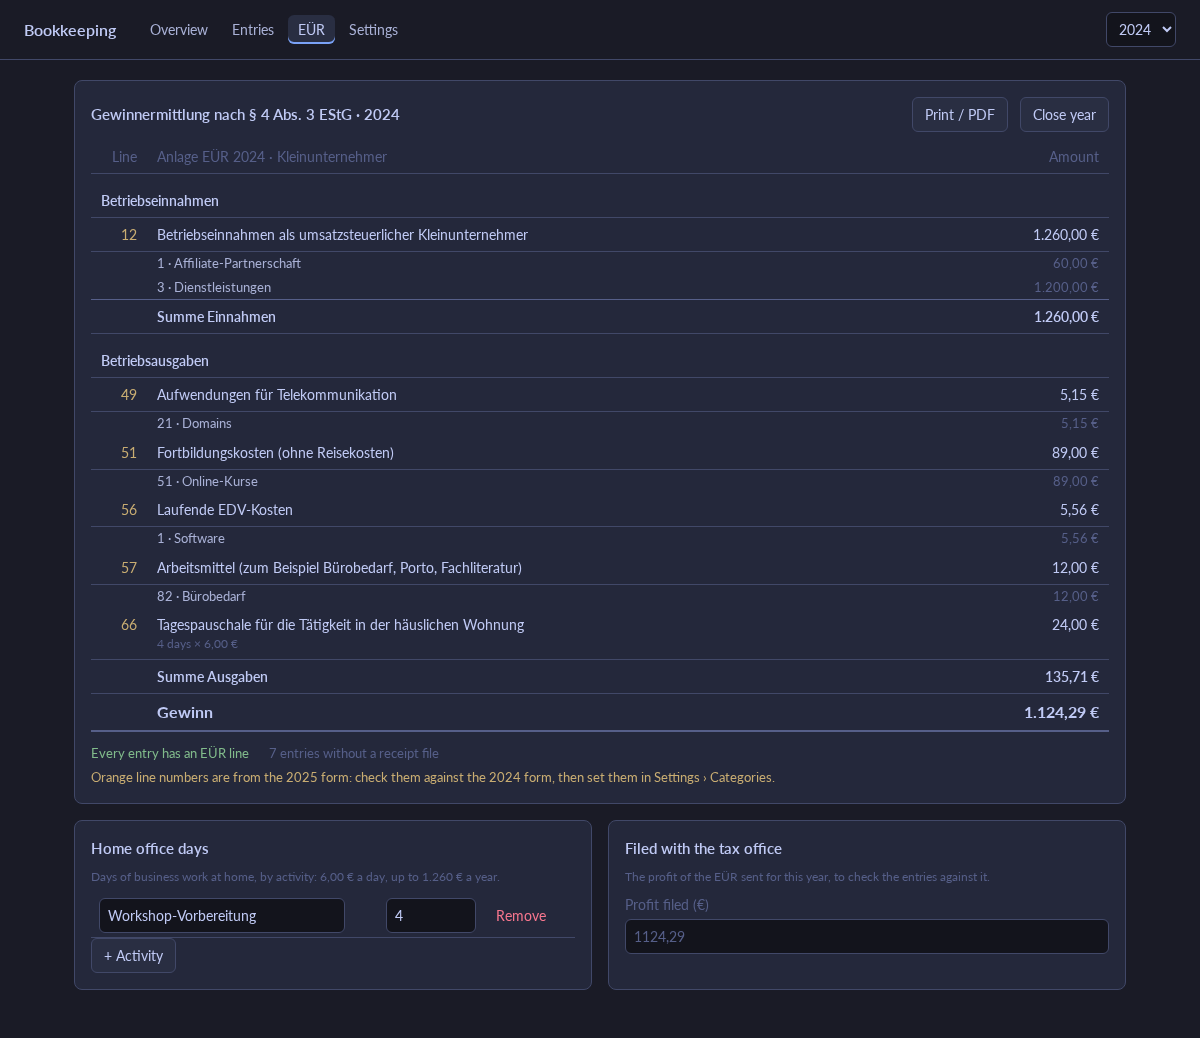 Bookkeeping Overview Entries EÜR Settings 2024
Gewinnermittlung nach § 4 Abs. 3 EStG · 2024 Print / PDF Close year
Line Anlage EÜR 2024 · Kleinunternehmer Amount
Betriebseinnahmen
12 Betriebseinnahmen als umsatzsteuerlicher Kleinunternehmer 1.260,00 €
1 · Affiliate-Partnerschaft 60,00 €
3 · Dienstleistungen 1.200,00 €
Summe Einnahmen 1.260,00 €
Betriebsausgaben
49 Aufwendungen für Telekommunikation 5,15 €
21 · Domains 5,15 €
51 Fortbildungskosten (ohne Reisekosten) 89,00 €
51 · Online-Kurse 89,00 €
56 Laufende EDV-Kosten 5,56 €
1 · Software 5,56 €
57 Arbeitsmittel (zum Beispiel Bürobedarf, Porto, Fachliteratur) 12,00 €
82 · Bürobedarf 12,00 €
66 Tagespauschale für die Tätigkeit in der häuslichen Wohnung 24,00 €
4 days × 6,00 €
Summe Ausgaben 135,71 €
Gewinn 1.124,29 €
Every entry has an EÜR line 7 entries without a receipt file
Orange line numbers are from the 2025 form: check them against the 2024 form, then set them in Settings › Categories.
Home office days
Days of business work at home, by activity: 6,00 € a day, up to 1.260 € a year.
Workshop-Vorbereitung 4 Remove
+ Activity
Filed with the tax office
The profit of the EÜR sent for this year, to check the entries against it.
Profit filed (€)
1124,29